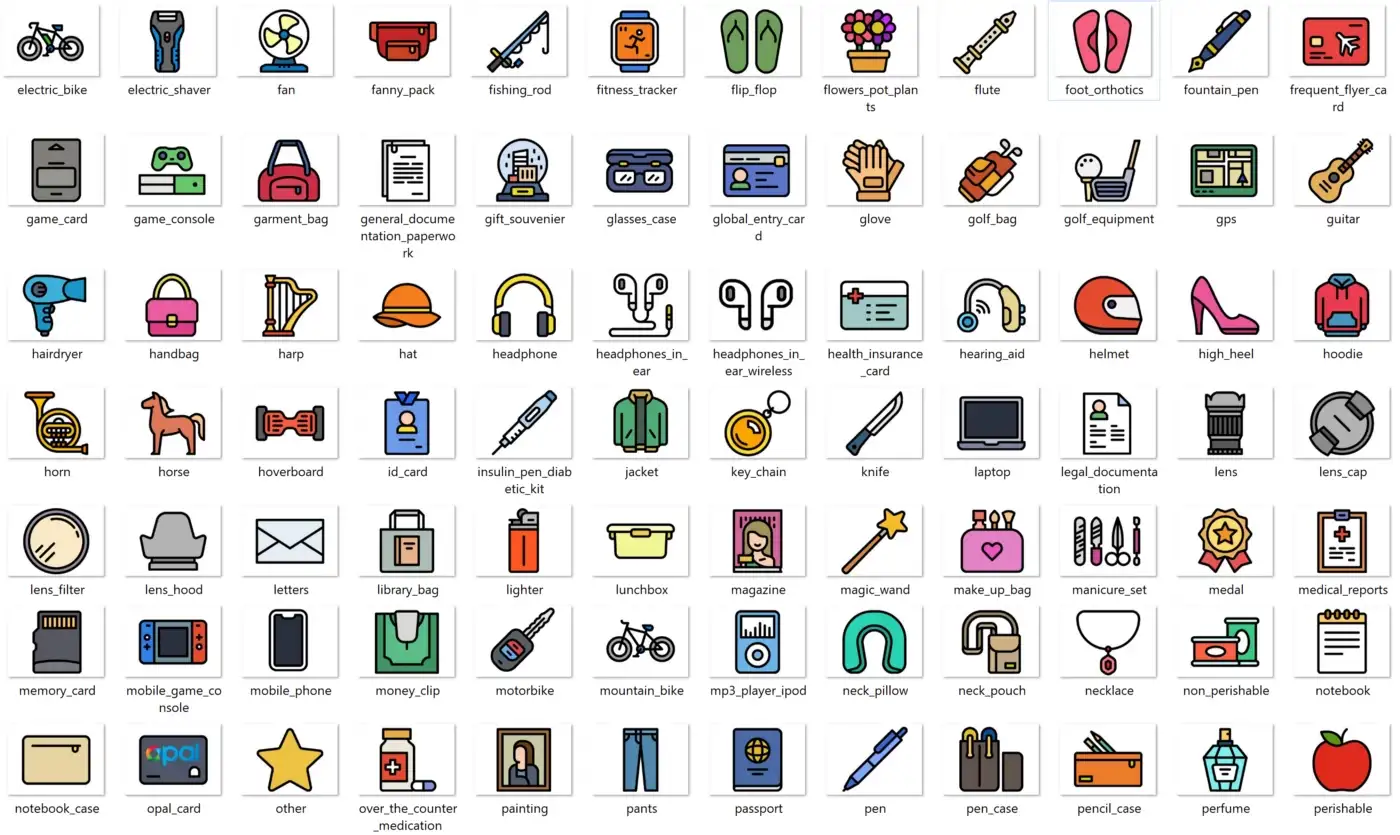 electric_bike
electric_shaver
fan
fanny_pack
fishing_rod
fitness_tracker
flip_flop
flowers_pot_plan
ts
flute
foot_orthotics
fountain_pen
frequent_flyer_ca
rd
game_card
game_console
garment_bag
general_docume
ntation_paperwo
rk
gift_souvenier
glasses_case
global_entry_car
d
glove
golf_bag
golf_equipment
gps
guitar
hairdryer
handbag
harp
hat
headphone
headphones_in_
ear
headphones_in_
ear_wireless
health_insurance
_card
hearing_aid
helmet
high_heel
hoodie
horn
horse
hoverboard
id_card
insulin_pen_diab
etic_kit
jacket
key_chain
knife
laptop
legal_documenta
tion
lens
lens_cap
lens_filter
lens_hood
letters
library_bag
lighter
lunchbox
magazine
magic_wand
make_up_bag
manicure_set
medal
medical_reports
memory_card
mobile_game_co
nsole
mobile_phone
money_clip
motorbike
mountain_bike
mp3_player_ipod
neck_pillow
neck_pouch
necklace
non_perishable
notebook
notebook_case
opal
opal_card
other
over_the_counter
_medication
painting
pants
passport
pen
pen_case
pencil_case
perfume
perishable